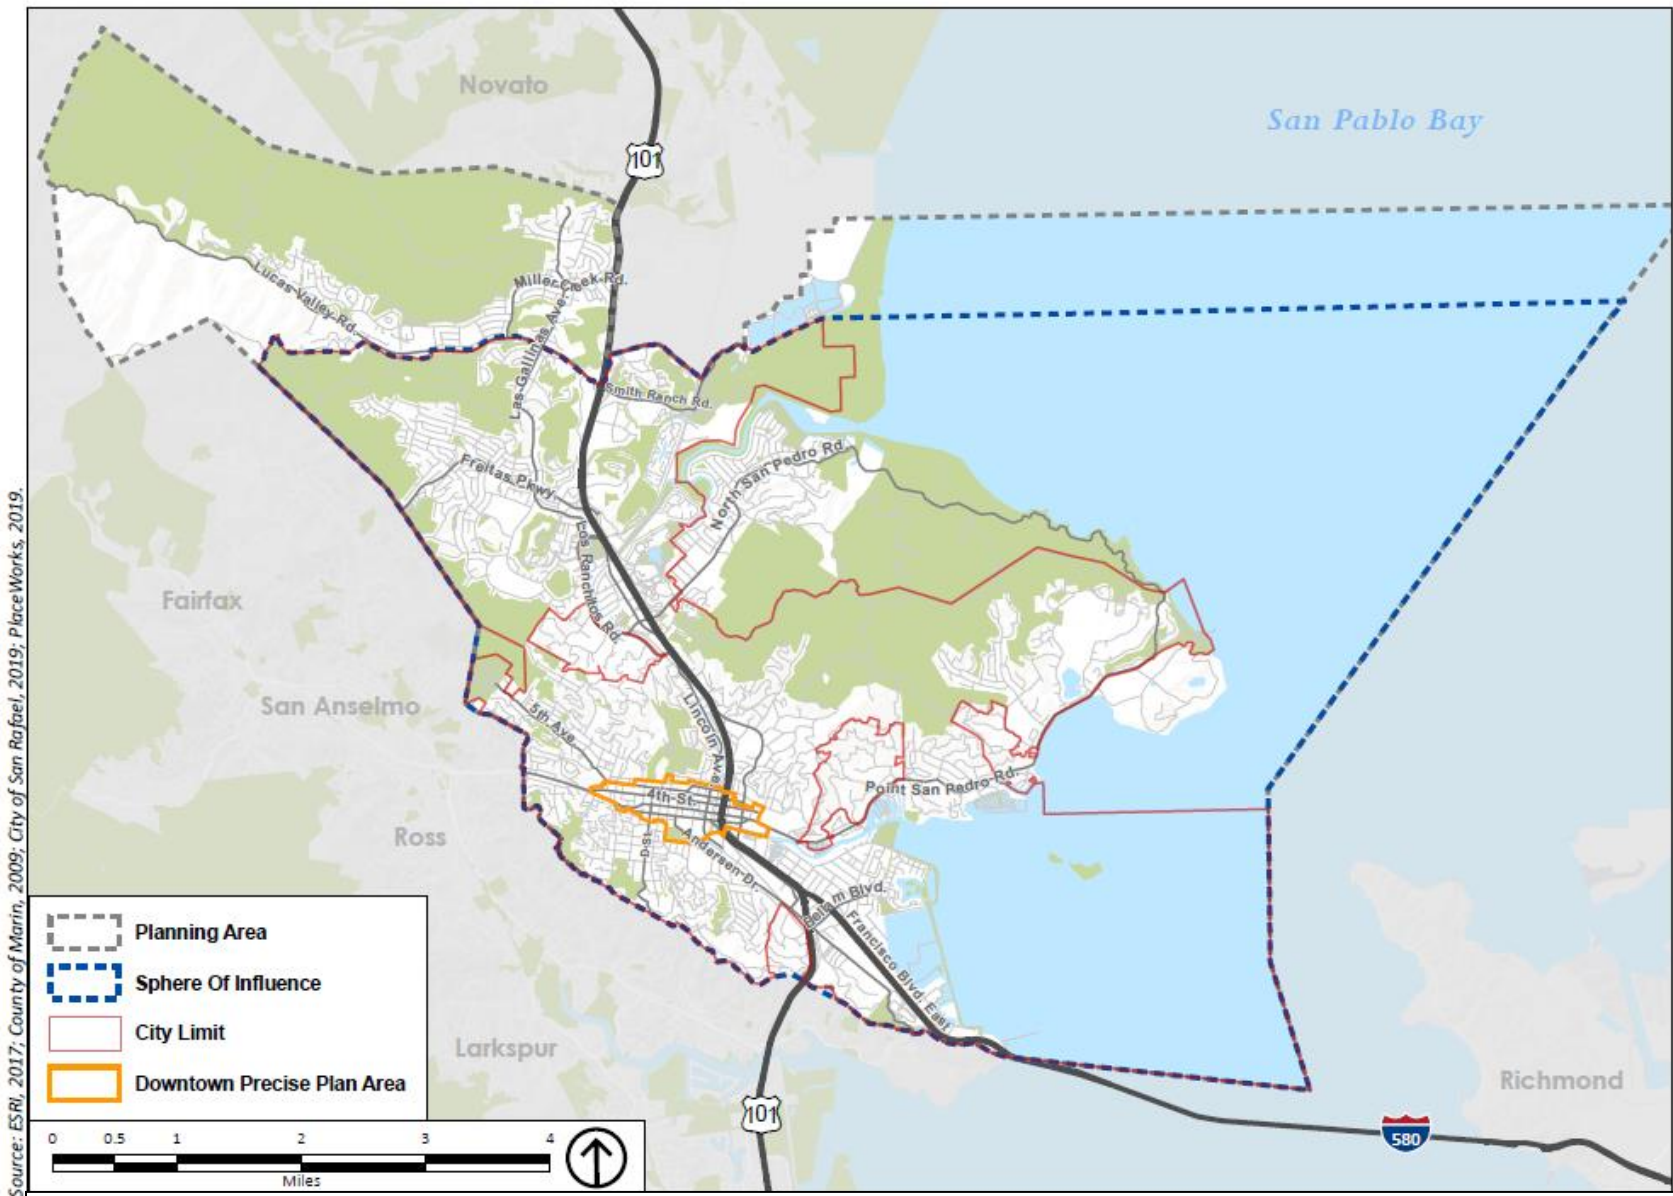 Novato
101
San Pablo Bay
Miller Creek Rd.
Lucas Valley Rd.
Las Gallinas Ave.
Smith Ranch Rd.
North San Pedro Rd.
Freitas Pkwy.
Los Ranchitos Rd.
Fairfax
San Anselmo
5th Ave.
Lincoln Ave.
Point San Pedro Rd.
4th St.
Ross
D St.
Andersen Dr.
Francisco Blvd. East
Larkspur
Richmond
101
580
Planning Area
Sphere Of Influence
City Limit
Downtown Precise Plan Area
0 0.5 1 2 3 4
Miles
Source: ESRI, 2017; County of Marin, 2009; City of San Rafael, 2019; PlaceWorks, 2019.